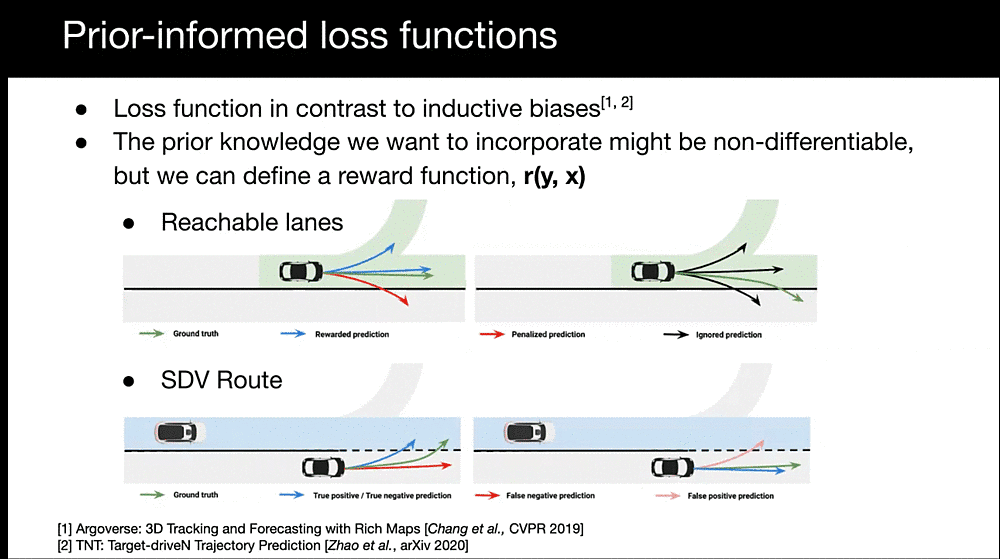 Prior-informed loss functions
● Loss function in contrast to inductive biases[1, 2]
● The prior knowledge we want to incorporate might be non-differentiable,
but we can define a reward function, r(y, x)
● Reachable lanes
Ground truth Rewarded prediction Penalized prediction Ignored prediction
● SDV Route
Ground truth True positive / True negative prediction False negative prediction False positive prediction
[1] Argoverse: 3D Tracking and Forecasting with Rich Maps [Chang et al., CVPR 2019]
[2] TNT: Target-driveN Trajectory Prediction [Zhao et al., arXiv 2020]